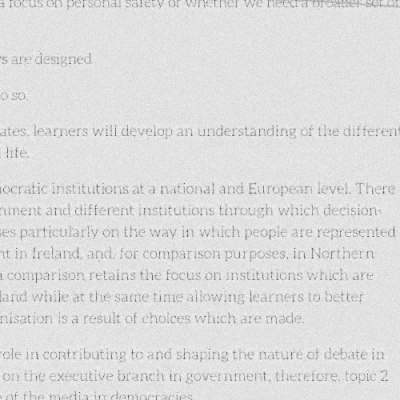 a focus on personal safety or whether we need a broader set of
rs are designed
o so.
ates, learners will develop an understanding of the different
life.
nocratic institutions at a national and European level. There
nment and different institutions through which decision-
ses particularly on the way in which people are represented
nt in Ireland, and, for comparison purposes, in Northern
a comparison retains the focus on institutions which are
land while at the same time allowing learners to better
nisation is a result of choices which are made.
role in contributing to and shaping the nature of debate in
on the executive branch in government, therefore, topic 2
e of the media in democracies